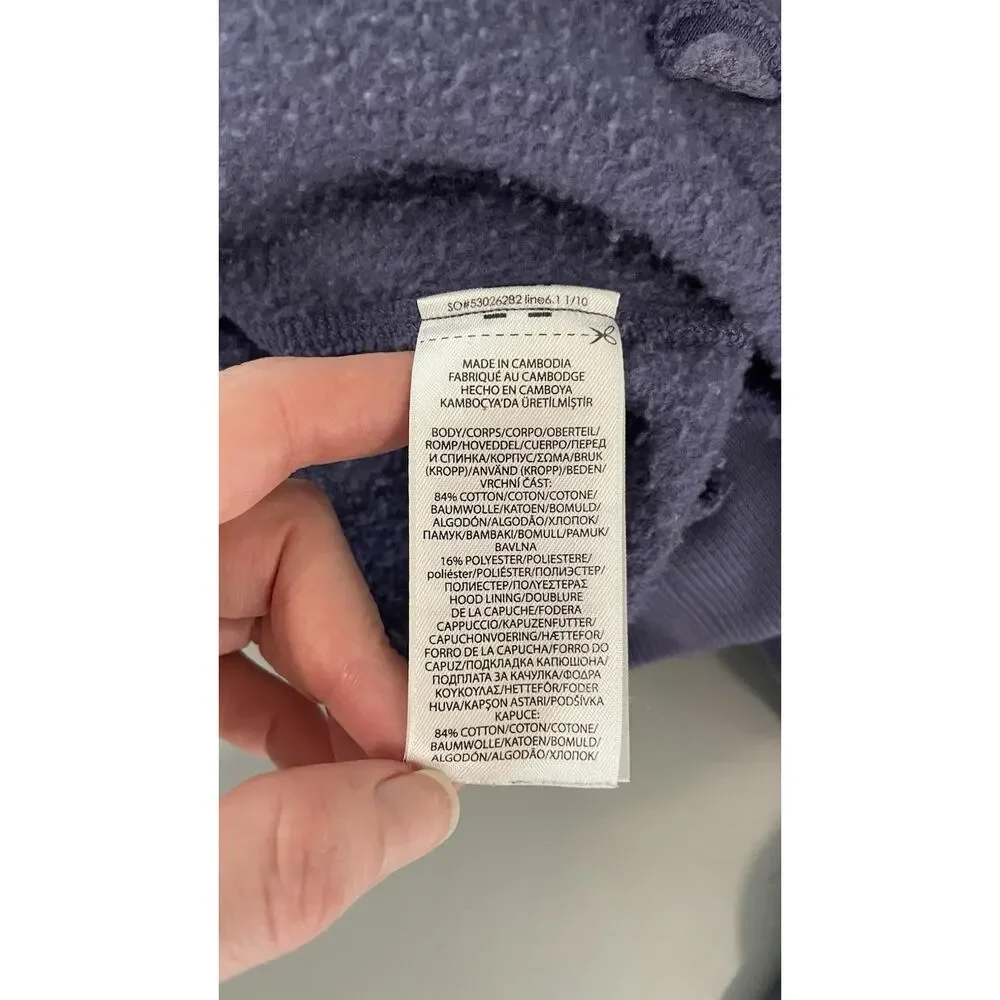 SO#53026282 line6.1 1/10
MADE IN CAMBODIA
FABRIQUÉ AU CAMBODGE
HECHO EN CAMBOYA
KAMBOÇYA'DA ÜRETİLMİŞTİR
BODY/CORPS/CORPO/OBERTEIL/
ROMP/HOVEDDEL/CUERPO/ПЕРЕД
И СПИНКА/КОРПУС/ΣΩΜΑ/BRUK
(KROPP)/ANVÄND (KROPP)/BEDEN/
VRCHNÍ ČÁST:
84% COTTON/COTON/COTONE/
BAUMWOLLE/KATOEN/BOMULD/
ALGODÓN/ALGODÃO/ХЛОПОК/
ПАМУК/ΒΑΜΒΑΚΙ/BOMULL/PAMUK/
BAVLNA
16% POLYESTER/POLIESTERE/
poliéster/POLIÉSTER/ПОЛИЭСТЕР/
ПОЛИЕСТЕР/ΠΟΛΥΕΣΤΕΡΑΣ
HOOD LINING/DOUBLURE
DE LA CAPUCHE/FODERA
CAPPUCCIO/KAPUZENFUTTER/
CAPUCHONVOERING/HÆTTEFOR/
FORRO DE LA CAPUCHA/FORRO DO
CAPUZ/ПОДКЛАДКА КАПЮШОНА/
ПОДПЛАТА ЗА КАЧУЛКА/ΦΟΔΡΑ
ΚΟΥΚΟΥΛΑΣ/HETTEFÔR/FODER
HUVA/KAPŞON ASTARI/PODŠÍVKA
KAPUCE:
84% COTTON/COTON/COTONE/
BAUMWOLLE/KATOEN/BOMULD/
ALGODÓN/ALGODÃO/ХЛОПОК/